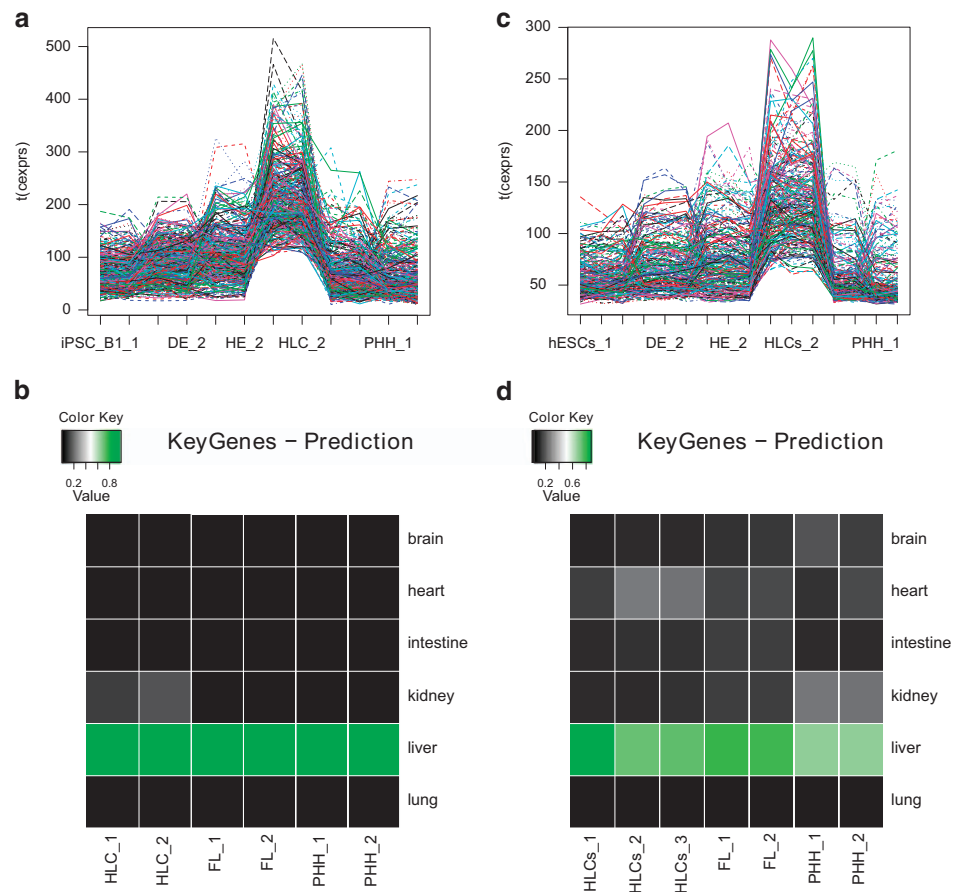 a
t(cexprs)
500
400
300
200
100
0
iPSC_B1_1 DE_2 HE_2 HLC_2 PHH_1
c
t(cexprs)
300
250
200
150
100
50
hESCs_1 DE_2 HE_2 HLCs_2 PHH_1
b
Color Key
0.2 0.8
Value
KeyGenes – Prediction
brain
heart
intestine
kidney
liver
lung
HLC_1 HLC_2 FL_1 FL_2 PHH_1 PHH_2
d
Color Key
0.2 0.6
Value
KeyGenes – Prediction
brain
heart
intestine
kidney
liver
lung
HLCs_1 HLCs_2 HLCs_3 FL_1 FL_2 PHH_1 PHH_2